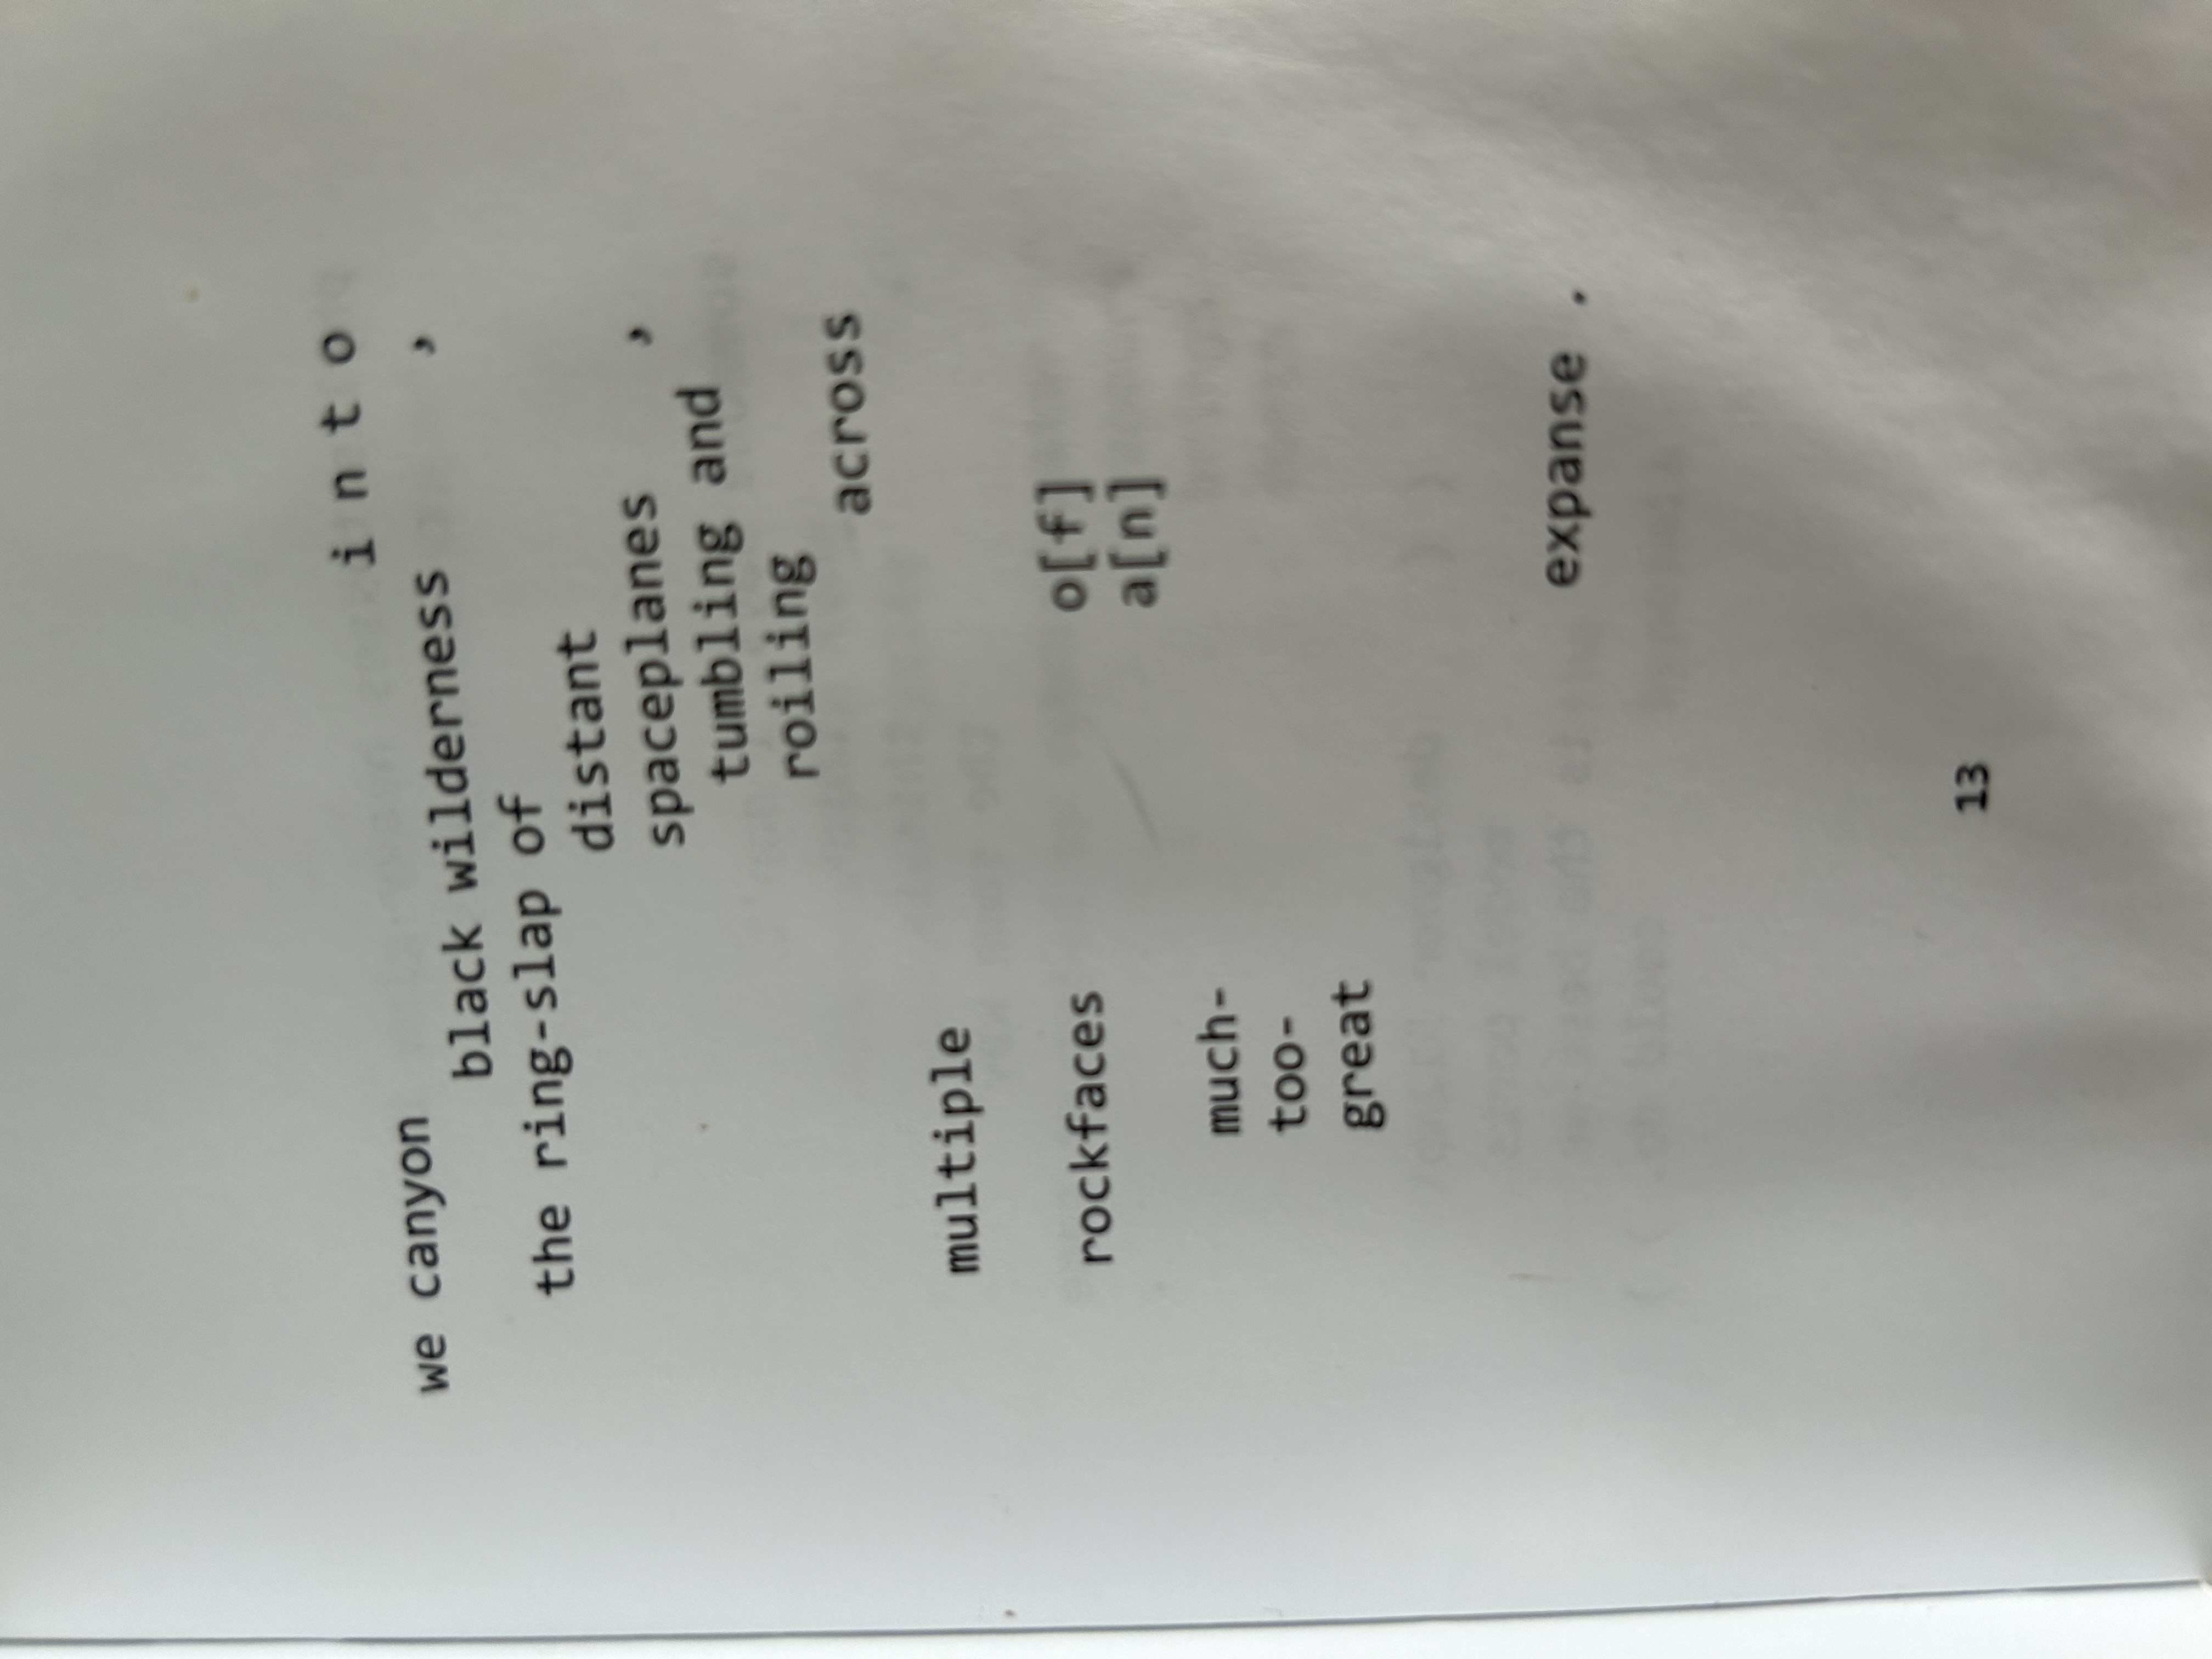 we canyon i n t o
black wilderness ,
the ring-slap of
distant
spaceplanes ,
tumbling and
roiling
across
multiple
rockfaces o[f]
a[n]
much-
too-
great
expanse .
13